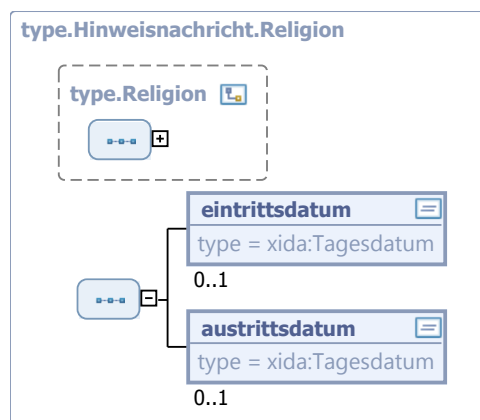 type.Hinweisnachricht.Religion
type.Religion
eintrittsdatum
type = xida:Tagesdatum
0..1
austrittsdatum
type = xida:Tagesdatum
0..1